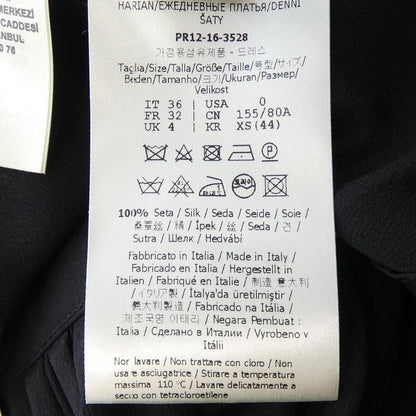 MERKEZİ
CADDESİ
NBUL
0 76
HARIAN/ЕЖЕДНЕВНЫЕ ПЛАТЬЯ/DENNÍ
ŠATY
PR12-16-3528
가정용섬유제품 - 드레스
Taglia/Size/Talla/Größe/Taille/号型/サイズ/
Beden/Tamanho/크기/Ukuran/Размер/
Velikost
IT 36 USA 0
FR 32 CN 155/80A
UK 4 KR XS(44)
100% Seta / Silk / Seda / Seide / Soie /
桑蚕丝 / 絹 / İpek / 丝 / Seda / 견 /
Sutra / Шелк / Hedvábí
Fabbricato in Italia / Made in Italy /
Fabricado en Italia / Hergestellt in
Italien / Fabriqué en Italie / 制造 意大利
/ イタリア製 / İtalya'da üretilmiştir /
義大利製造 / Fabricado na Itália /
제조국명 이태리 / Negara Pembuat :
Italia / Сделано в Италии / Vyrobeno v
Itálii
Nor lavare / Non trattare con cloro / Non
usare asciugatrice / Stirare a temperatura
massima 110 °C / Lavare delicatamente a
secco con tetracloroetilene